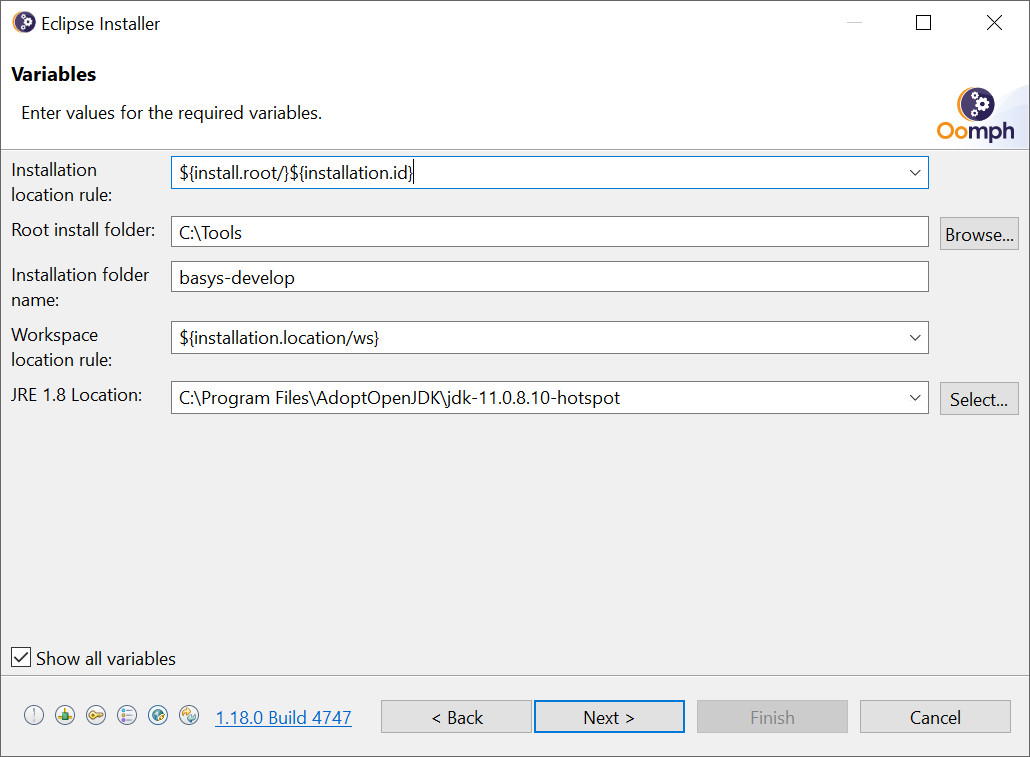 Eclipse Installer
Variables
Enter values for the required variables.
Oomph
Installation
location rule:
${install.root/}${installation.id}
Root install folder:
C:\Tools
Browse...
Installation folder
name:
basys-develop
Workspace
location rule:
${installation.location/ws}
JRE 1.8 Location:
C:\Program Files\AdoptOpenJDK\jdk-11.0.8.10-hotspot
Select...
Show all variables
1.18.0 Build 4747
< Back
Next >
Finish
Cancel